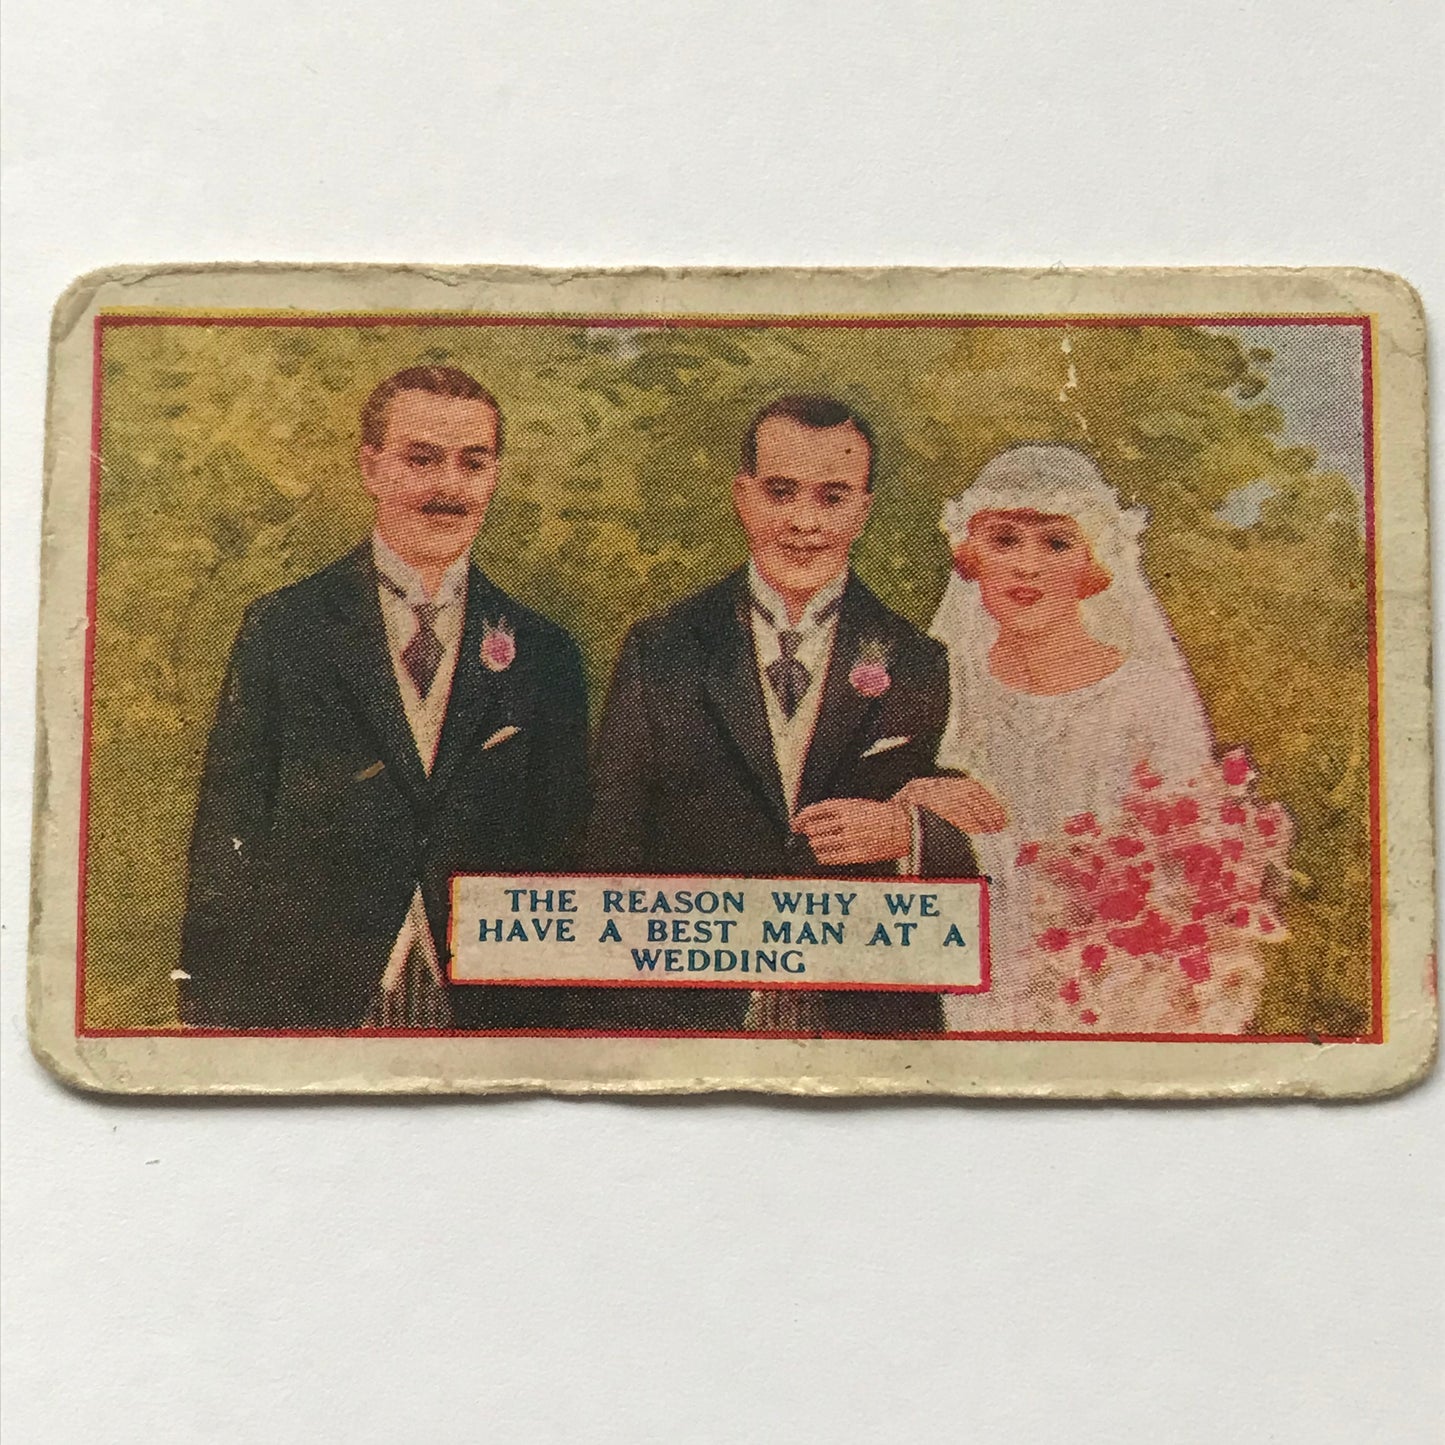 THE REASON WHY WE
HAVE A BEST MAN AT A
WEDDING